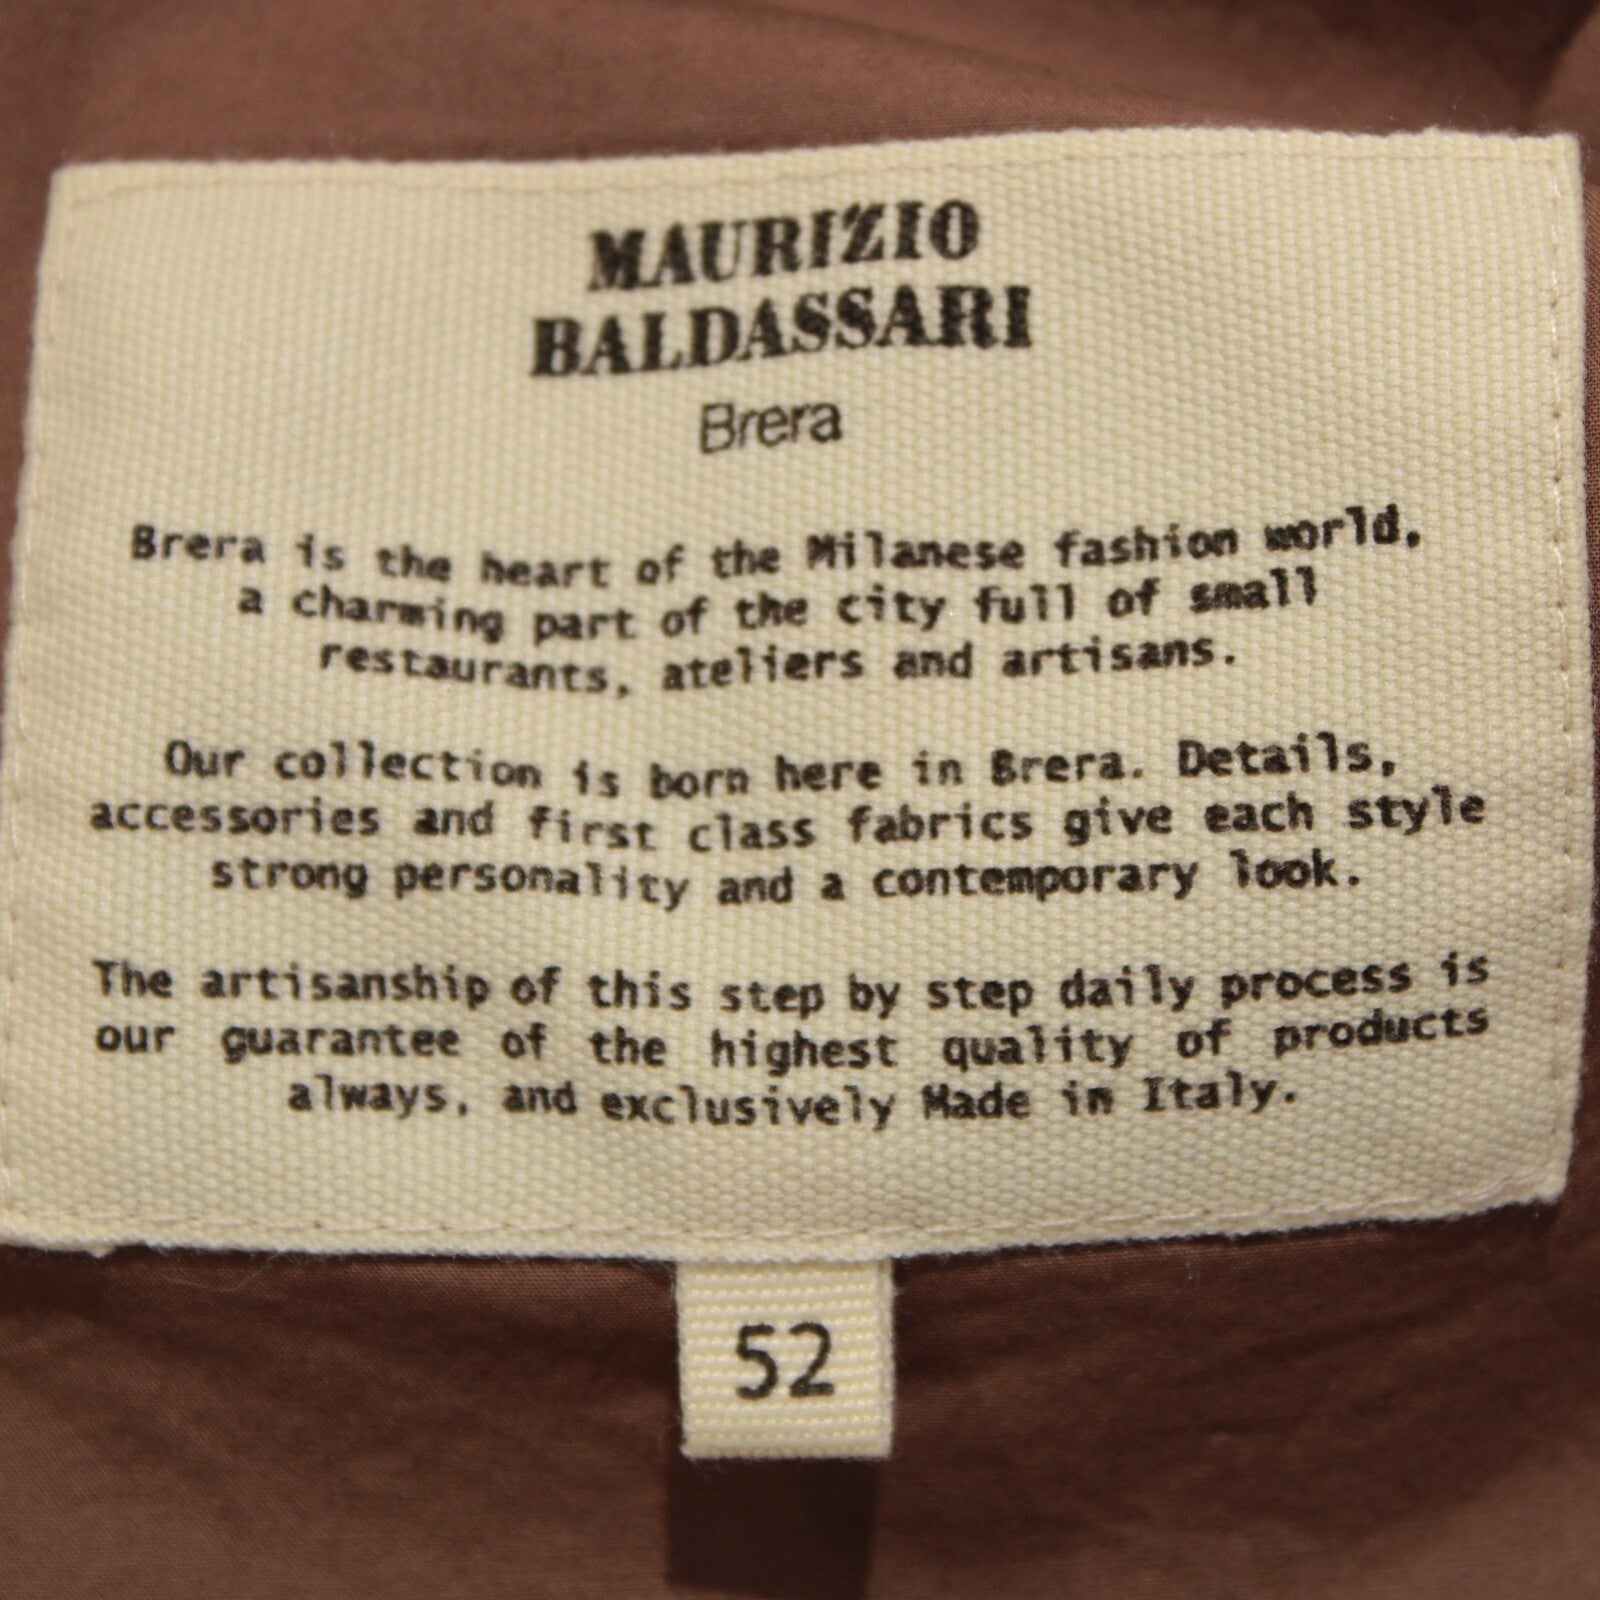 MAURIZIO
BALDASSARI
Brera
Brera is the heart of the Milanese fashion world,
a charming part of the city full of small
restaurants, ateliers and artisans.
Our collection is born here in Brera. Details,
accessories and first class fabrics give each style
strong personality and a contemporary look.
The artisanship of this step by step daily process is
our guarantee of the highest quality of products
always, and exclusively Made in Italy.
52